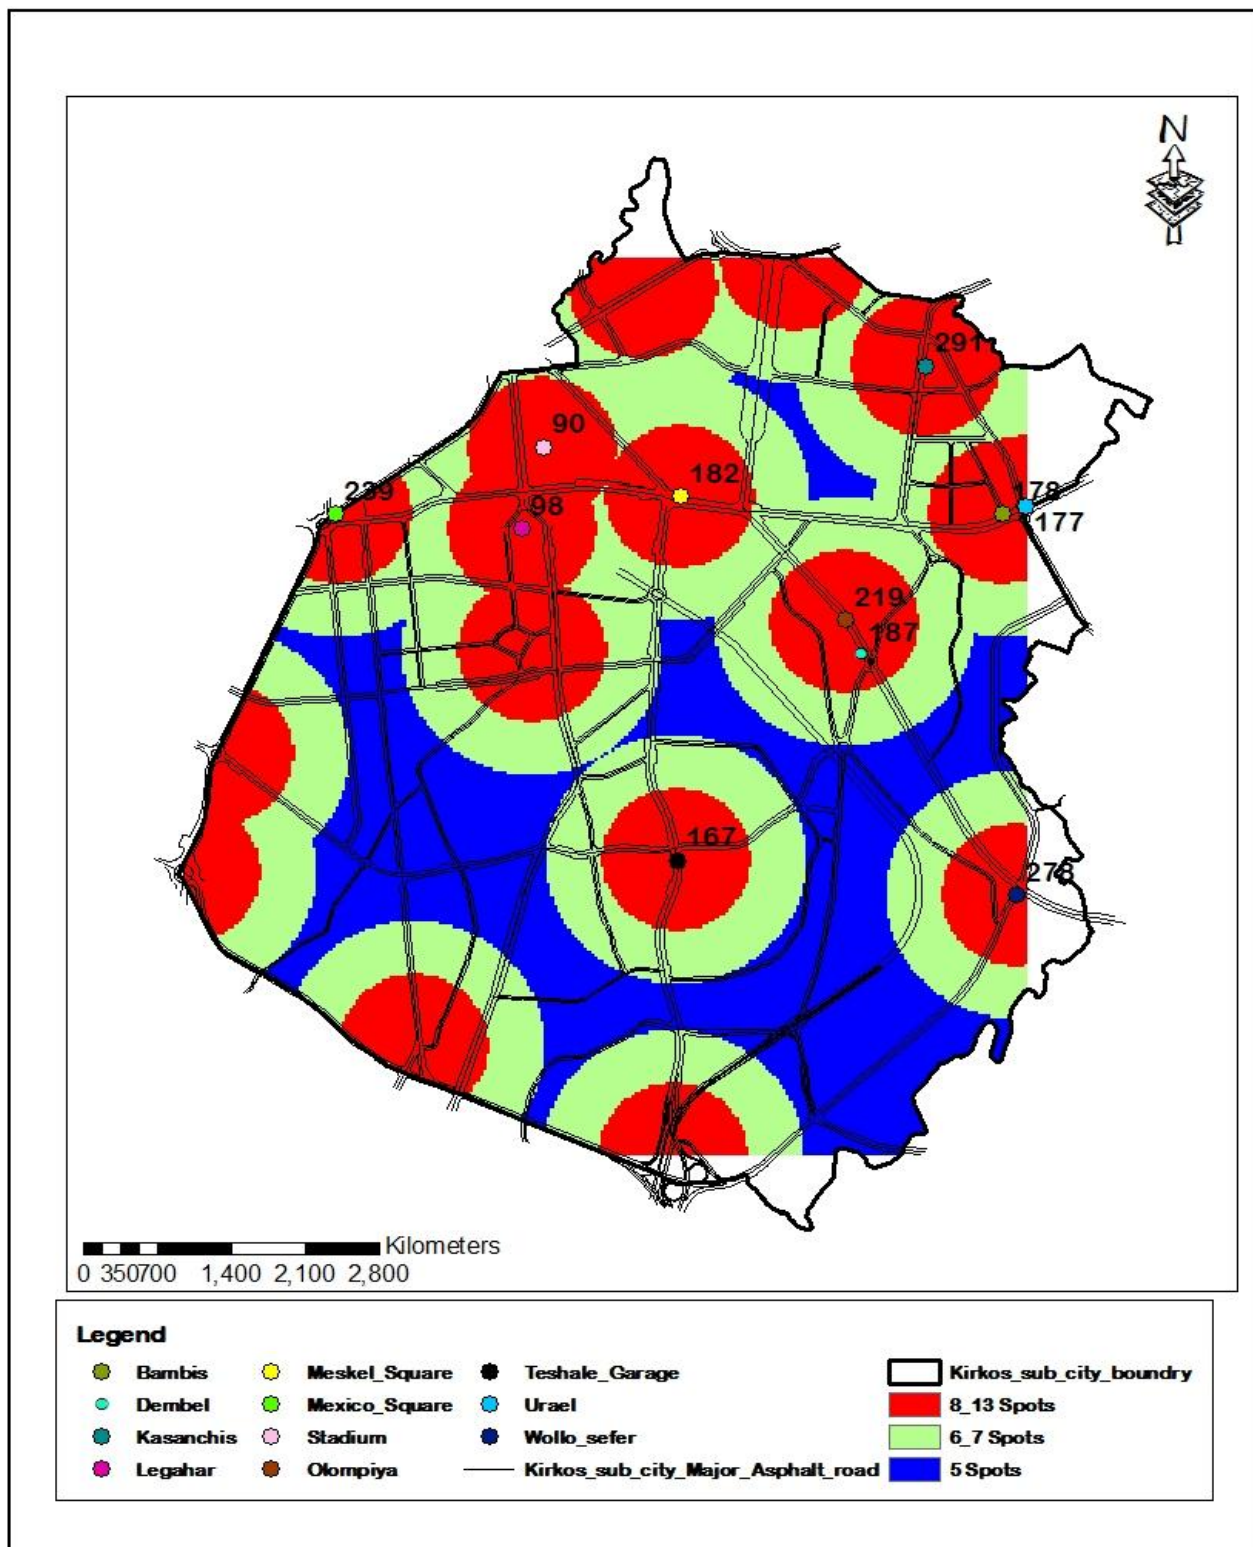 N
291
90
182
239
98
178
177
219
187
167
273
Kilometers
0 350700 1,400 2,100 2,800
Legend
Bambis Meskel_Square Teshale_Garage Kirkos_sub_city_boundry
Dembel Mexico_Square Urael 8_13 Spots
Kasanchis Stadium Wollo_sefer 6_7 Spots
Legahar Olompiya Kirkos_sub_city_Major_Asphalt_road 5 Spots